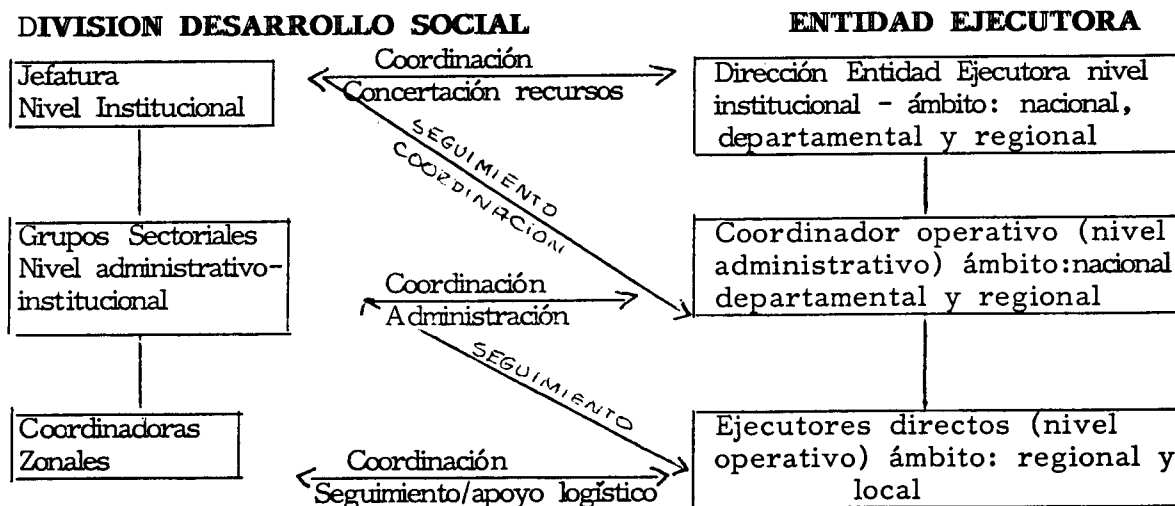 DIVISION DESARROLLO SOCIAL
ENTIDAD EJECUTORA
Jefatura
Nivel Institucional
Coordinación
Concertación recursos
Dirección Entidad Ejecutora nivel
institucional - ámbito: nacional,
departamental y regional
SEGUIMIENTO
COORDINACION
Grupos Sectoriales
Nivel administrativo-
institucional
Coordinación
Administración
Coordinador operativo (nivel
administrativo) ámbito:nacional
departamental y regional
SEGUIMIENTO
Coordinadoras
Zonales
Coordinación
Seguimiento/apoyo logístico
Ejecutores directos (nivel
operativo) ámbito: regional y
local